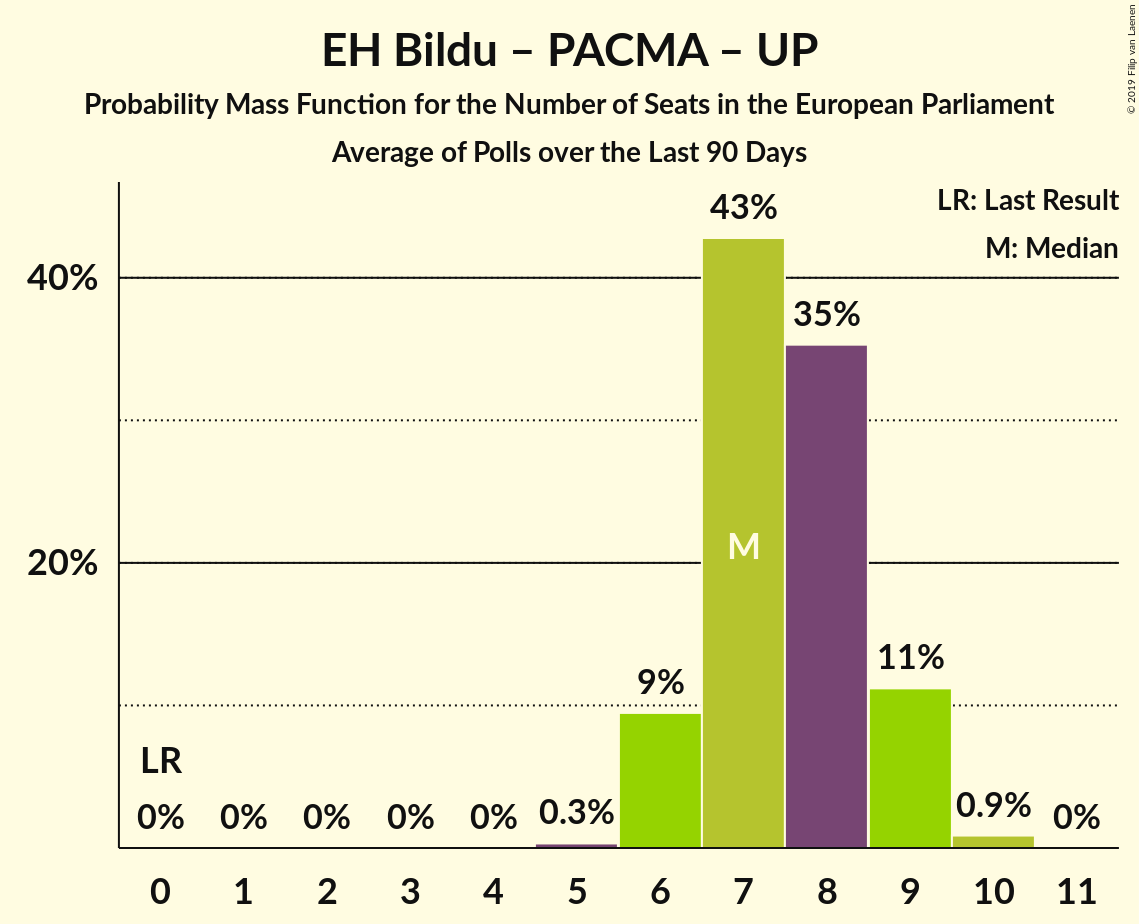 EH Bildu – PACMA – UP
Probability Mass Function for the Number of Seats in the European Parliament
Average of Polls over the Last 90 Days
© 2019 Filip van Laenen
LR: Last Result
M: Median
43%
40%
35%
M
20%
11%
9%
LR
0% 0% 0% 0% 0% 0.3% 0.9% 0%
0 1 2 3 4 5 6 7 8 9 10 11